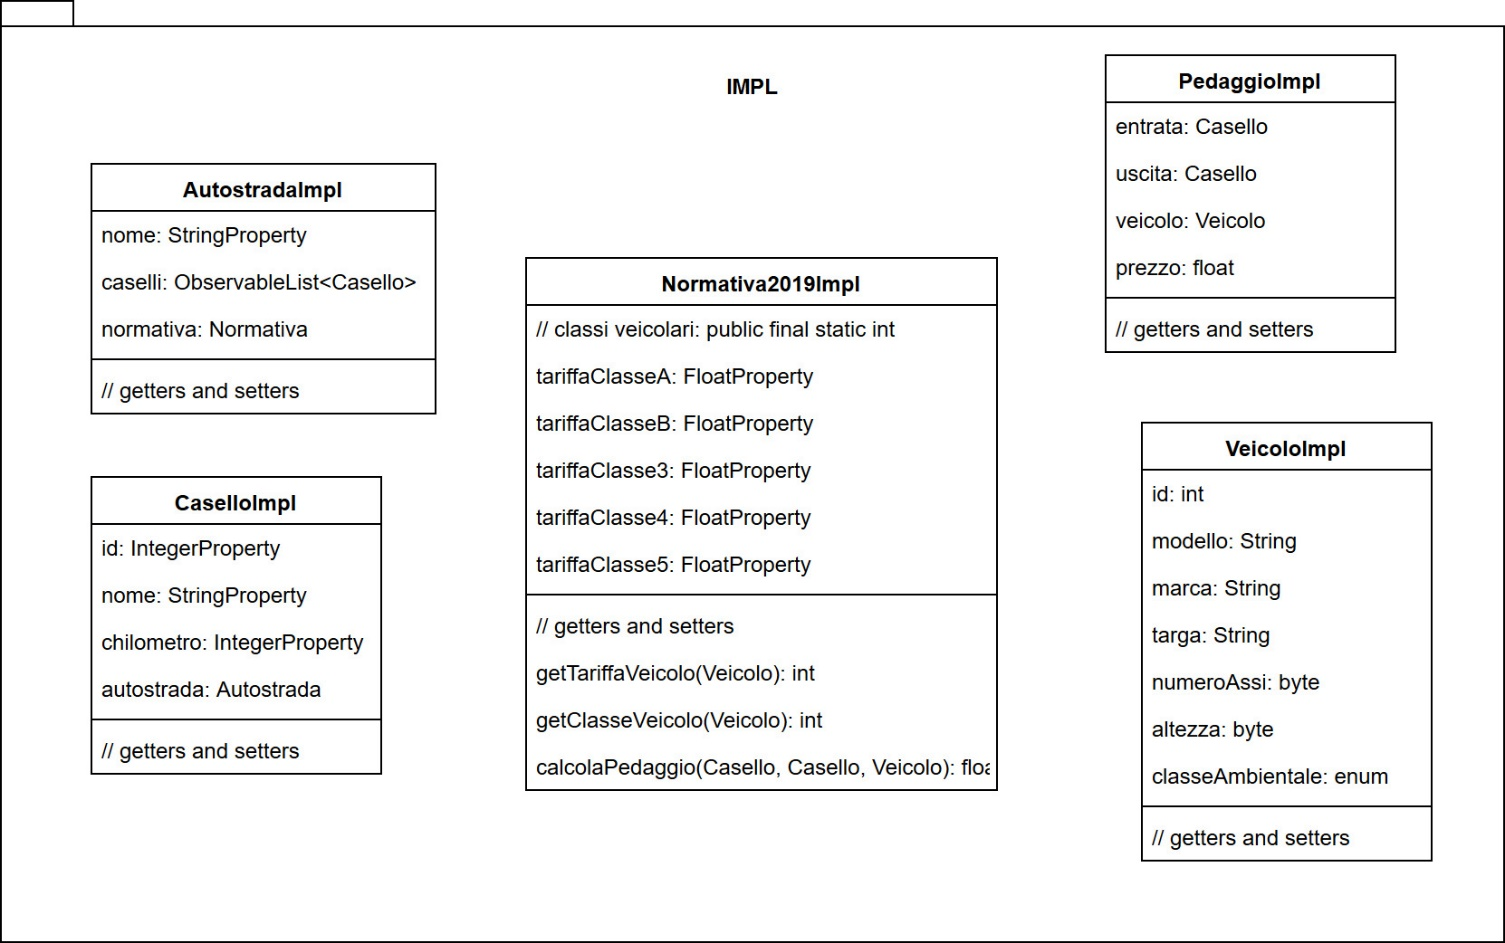 IMPL
AutostradaImpl
nome: StringProperty
caselli: ObservableList<Casello>
normativa: Normativa
// getters and setters
CaselloImpl
id: IntegerProperty
nome: StringProperty
chilometro: IntegerProperty
autostrada: Autostrada
// getters and setters
Normativa2019Impl
// classi veicolari: public final static int
tariffaClasseA: FloatProperty
tariffaClasseB: FloatProperty
tariffaClasse3: FloatProperty
tariffaClasse4: FloatProperty
tariffaClasse5: FloatProperty
// getters and setters
getTariffaVeicolo(Veicolo): int
getClasseVeicolo(Veicolo): int
calcolaPedaggio(Casello, Casello, Veicolo):
PedaggioImpl
entrata: Casello
uscita: Casello
veicolo: Veicolo
prezzo: float
// getters and setters
VeicoloImpl
id: int
modello: String
marca: String
targa: String
numeroAssi: byte
altezza: byte
classeAmbientale: enum
// getters and setters